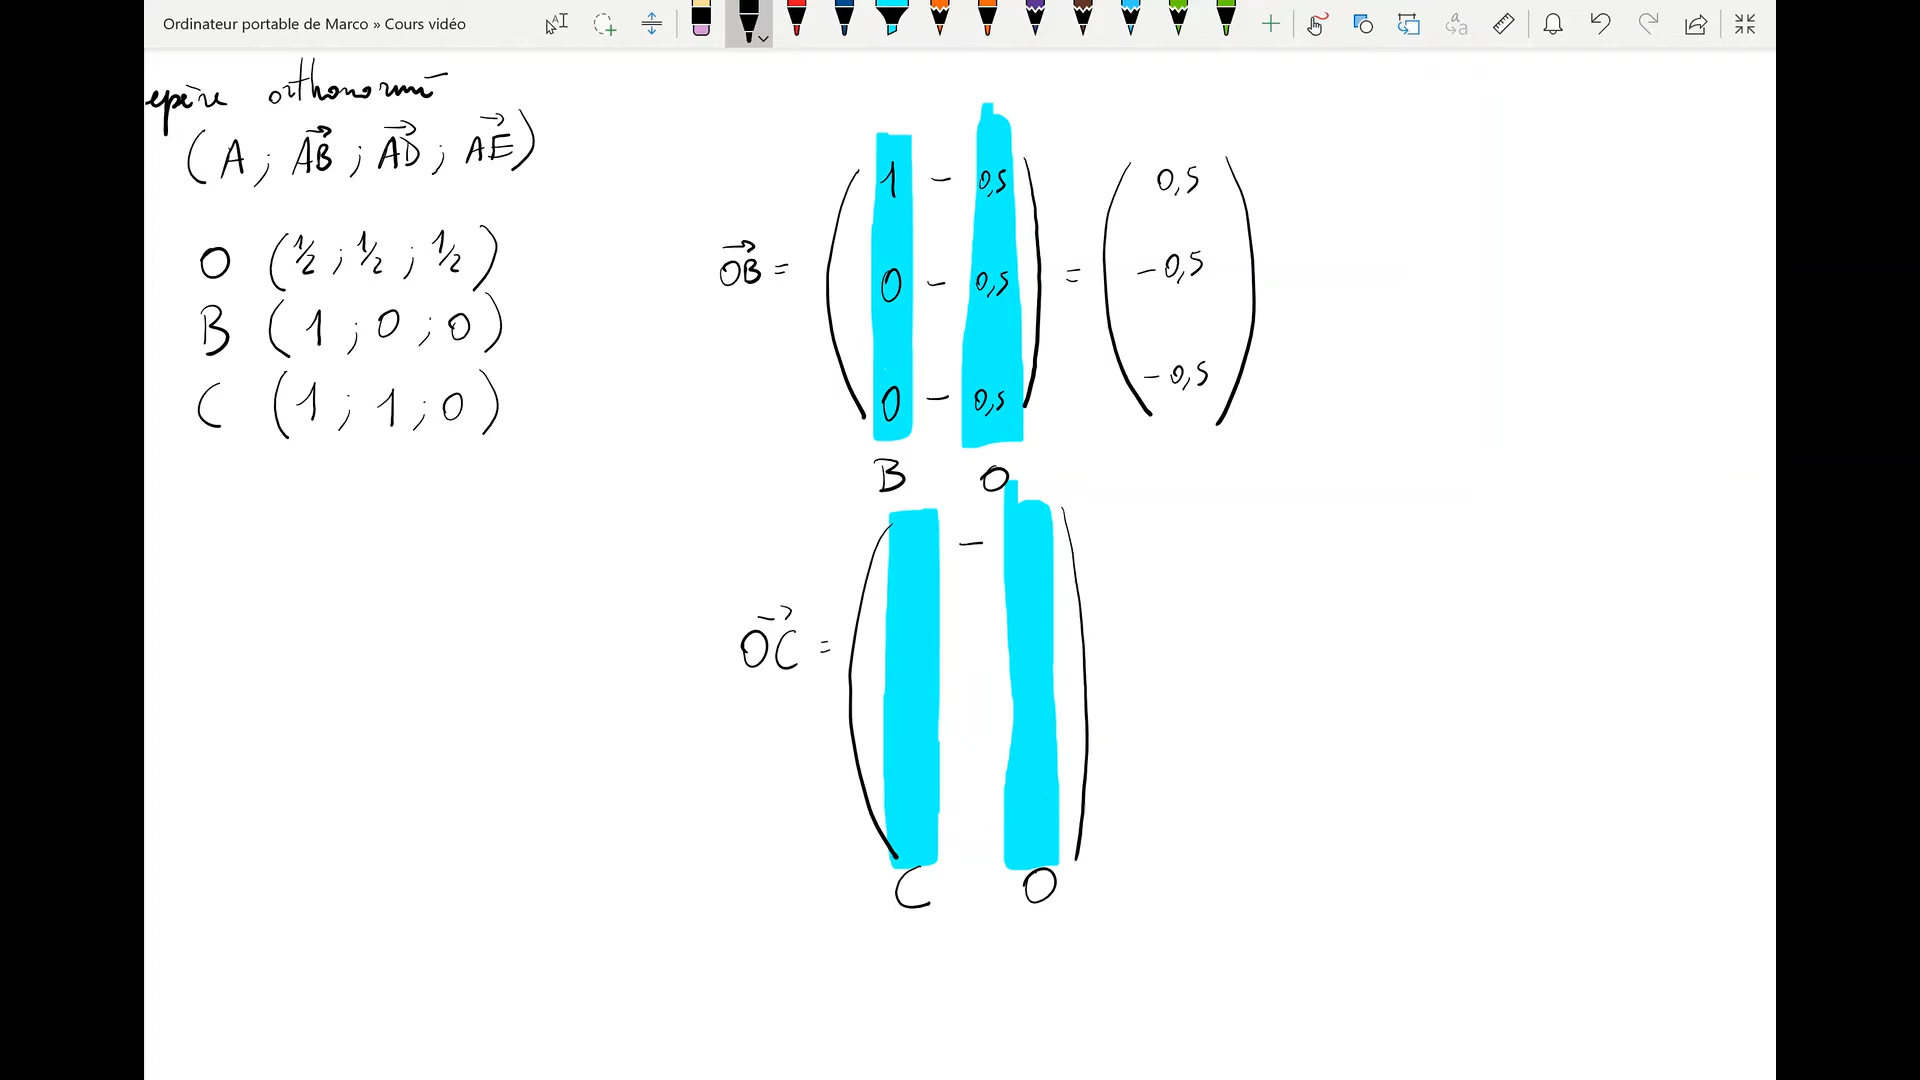 Ordinateur portable de Marco » Cours vidéo
epère orthonormé
(A ; AB ; AD ; AE)
O (1/2 ; 1/2 ; 1/2)
B (1 ; 0 ; 0)
C (1 ; 1 ; 0)
1 - 0,5
0,5
OB = 0 - 0,5 = -0,5
0 - 0,5
-0,5
B O
-
OC =
C O